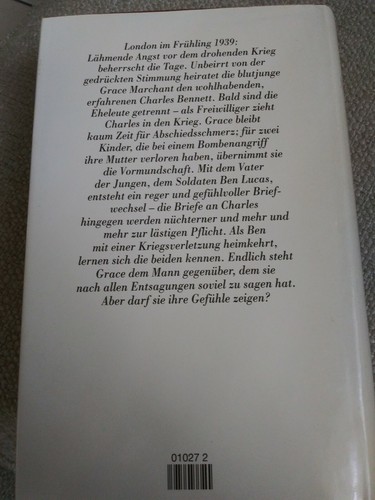 London im Frühling 1939:
Lähmende Angst vor dem drohenden Krieg
beherrscht die Tage. Unbeirrt von der
gedrückten Stimmung heiratet die blutjunge
Grace Marchant den wohlhabenden,
erfahrenen Charles Bennett. Bald sind die
Eheleute getrennt – als Freiwilliger zieht
Charles in den Krieg. Grace bleibt
kaum Zeit für Abschiedsschmerz; für zwei
Kinder, die bei einem Bombenangriff
ihre Mutter verloren haben, übernimmt sie
die Vormundschaft. Mit dem Vater
der Jungen, dem Soldaten Ben Lucas,
entsteht ein reger und gefühlvoller Brief-
wechsel – die Briefe an Charles
hingegen werden nüchterner und mehr und
mehr zur lästigen Pflicht. Als Ben
mit einer Kriegsverletzung heimkehrt,
lernen sich die beiden kennen. Endlich steht
Grace dem Mann gegenüber, dem sie
nach allen Entsagungen soviel zu sagen hat.
Aber darf sie ihre Gefühle zeigen?
01027 2